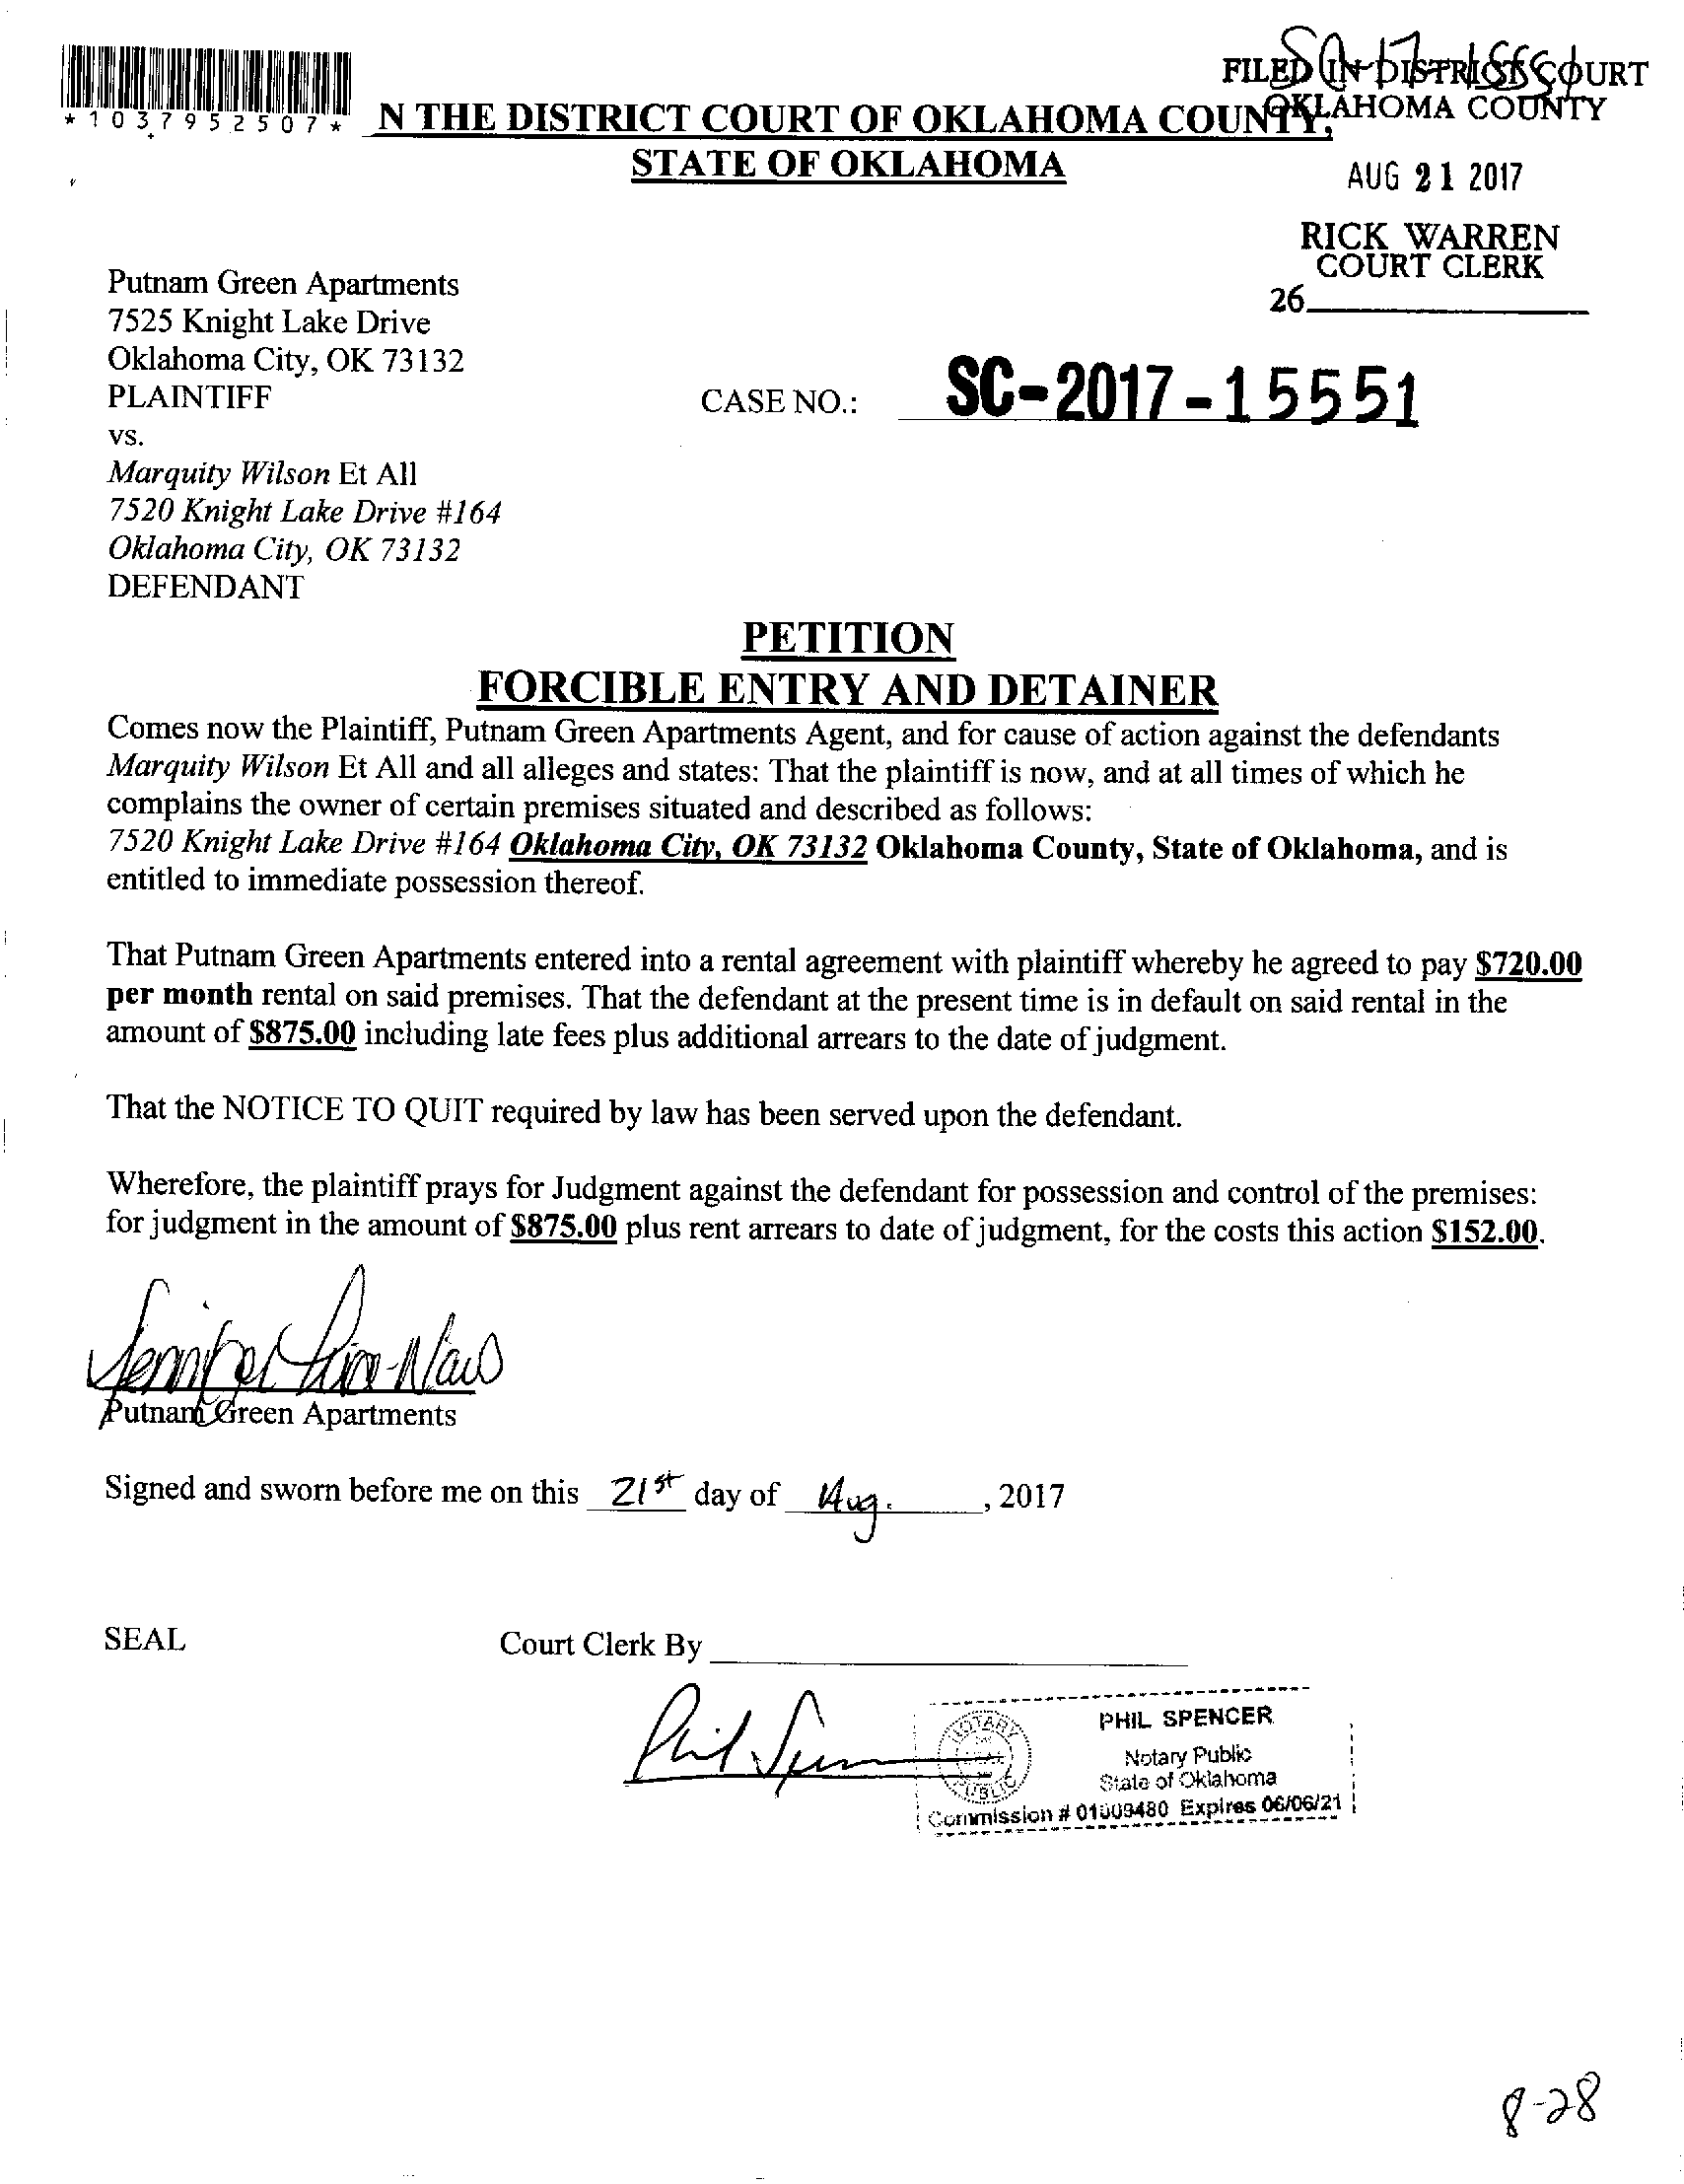 FILED IN DISTRICT COURT
OKLAHOMA COUNTY
*1037952507*
N THE DISTRICT COURT OF OKLAHOMA COUNTY,
STATE OF OKLAHOMA
AUG 21 2017
RICK WARREN
COURT CLERK
26
Putnam Green Apartments
7525 Knight Lake Drive
Oklahoma City, OK 73132
PLAINTIFF
CASE NO.: SC-2017-15551
vs.
Marquity Wilson Et All
7520 Knight Lake Drive #164
Oklahoma City, OK 73132
DEFENDANT
PETITION
FORCIBLE ENTRY AND DETAINER
Comes now the Plaintiff, Putnam Green Apartments Agent, and for cause of action against the defendants
Marquity Wilson Et All and all alleges and states: That the plaintiff is now, and at all times of which he
complains the owner of certain premises situated and described as follows:
7520 Knight Lake Drive #164 Oklahoma City, OK 73132 Oklahoma County, State of Oklahoma, and is
entitled to immediate possession thereof.
That Putnam Green Apartments entered into a rental agreement with plaintiff whereby he agreed to pay $720.00
per month rental on said premises. That the defendant at the present time is in default on said rental in the
amount of $875.00 including late fees plus additional arrears to the date of judgment.
That the NOTICE TO QUIT required by law has been served upon the defendant.
Wherefore, the plaintiff prays for Judgment against the defendant for possession and control of the premises:
for judgment in the amount of $875.00 plus rent arrears to date of judgment, for the costs this action $152.00.
Jennifer
Putnam Green Apartments
Signed and sworn before me on this 21st day of Aug. , 2017
SEAL
Court Clerk By
Phil Spencer
NOTARY
PUBLIC
PHIL SPENCER
Notary Public
State of Oklahoma
Commission # 01009480 Expires 06/06/21
8-28